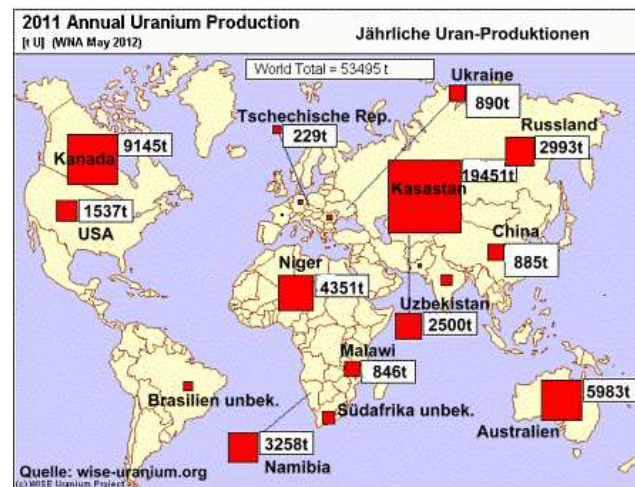 2011 Annual Uranium Production
[t U] (WNA May 2012)
Jährliche Uran-Produktionen
World Total = 53495 t
Ukraine
890t
Tschechische Rep.
229t
Russland
2993t
Kanada
9145t
Kasastan
19451t
1537t
USA
China
885t
Niger
4351t
Uzbekistan
2500t
Malawi
846t
Brasilien unbek.
Südafrika unbek.
5983t
Australien
3258t
Namibia
Quelle: wise-uranium.org
(c) WISE Uranium Project